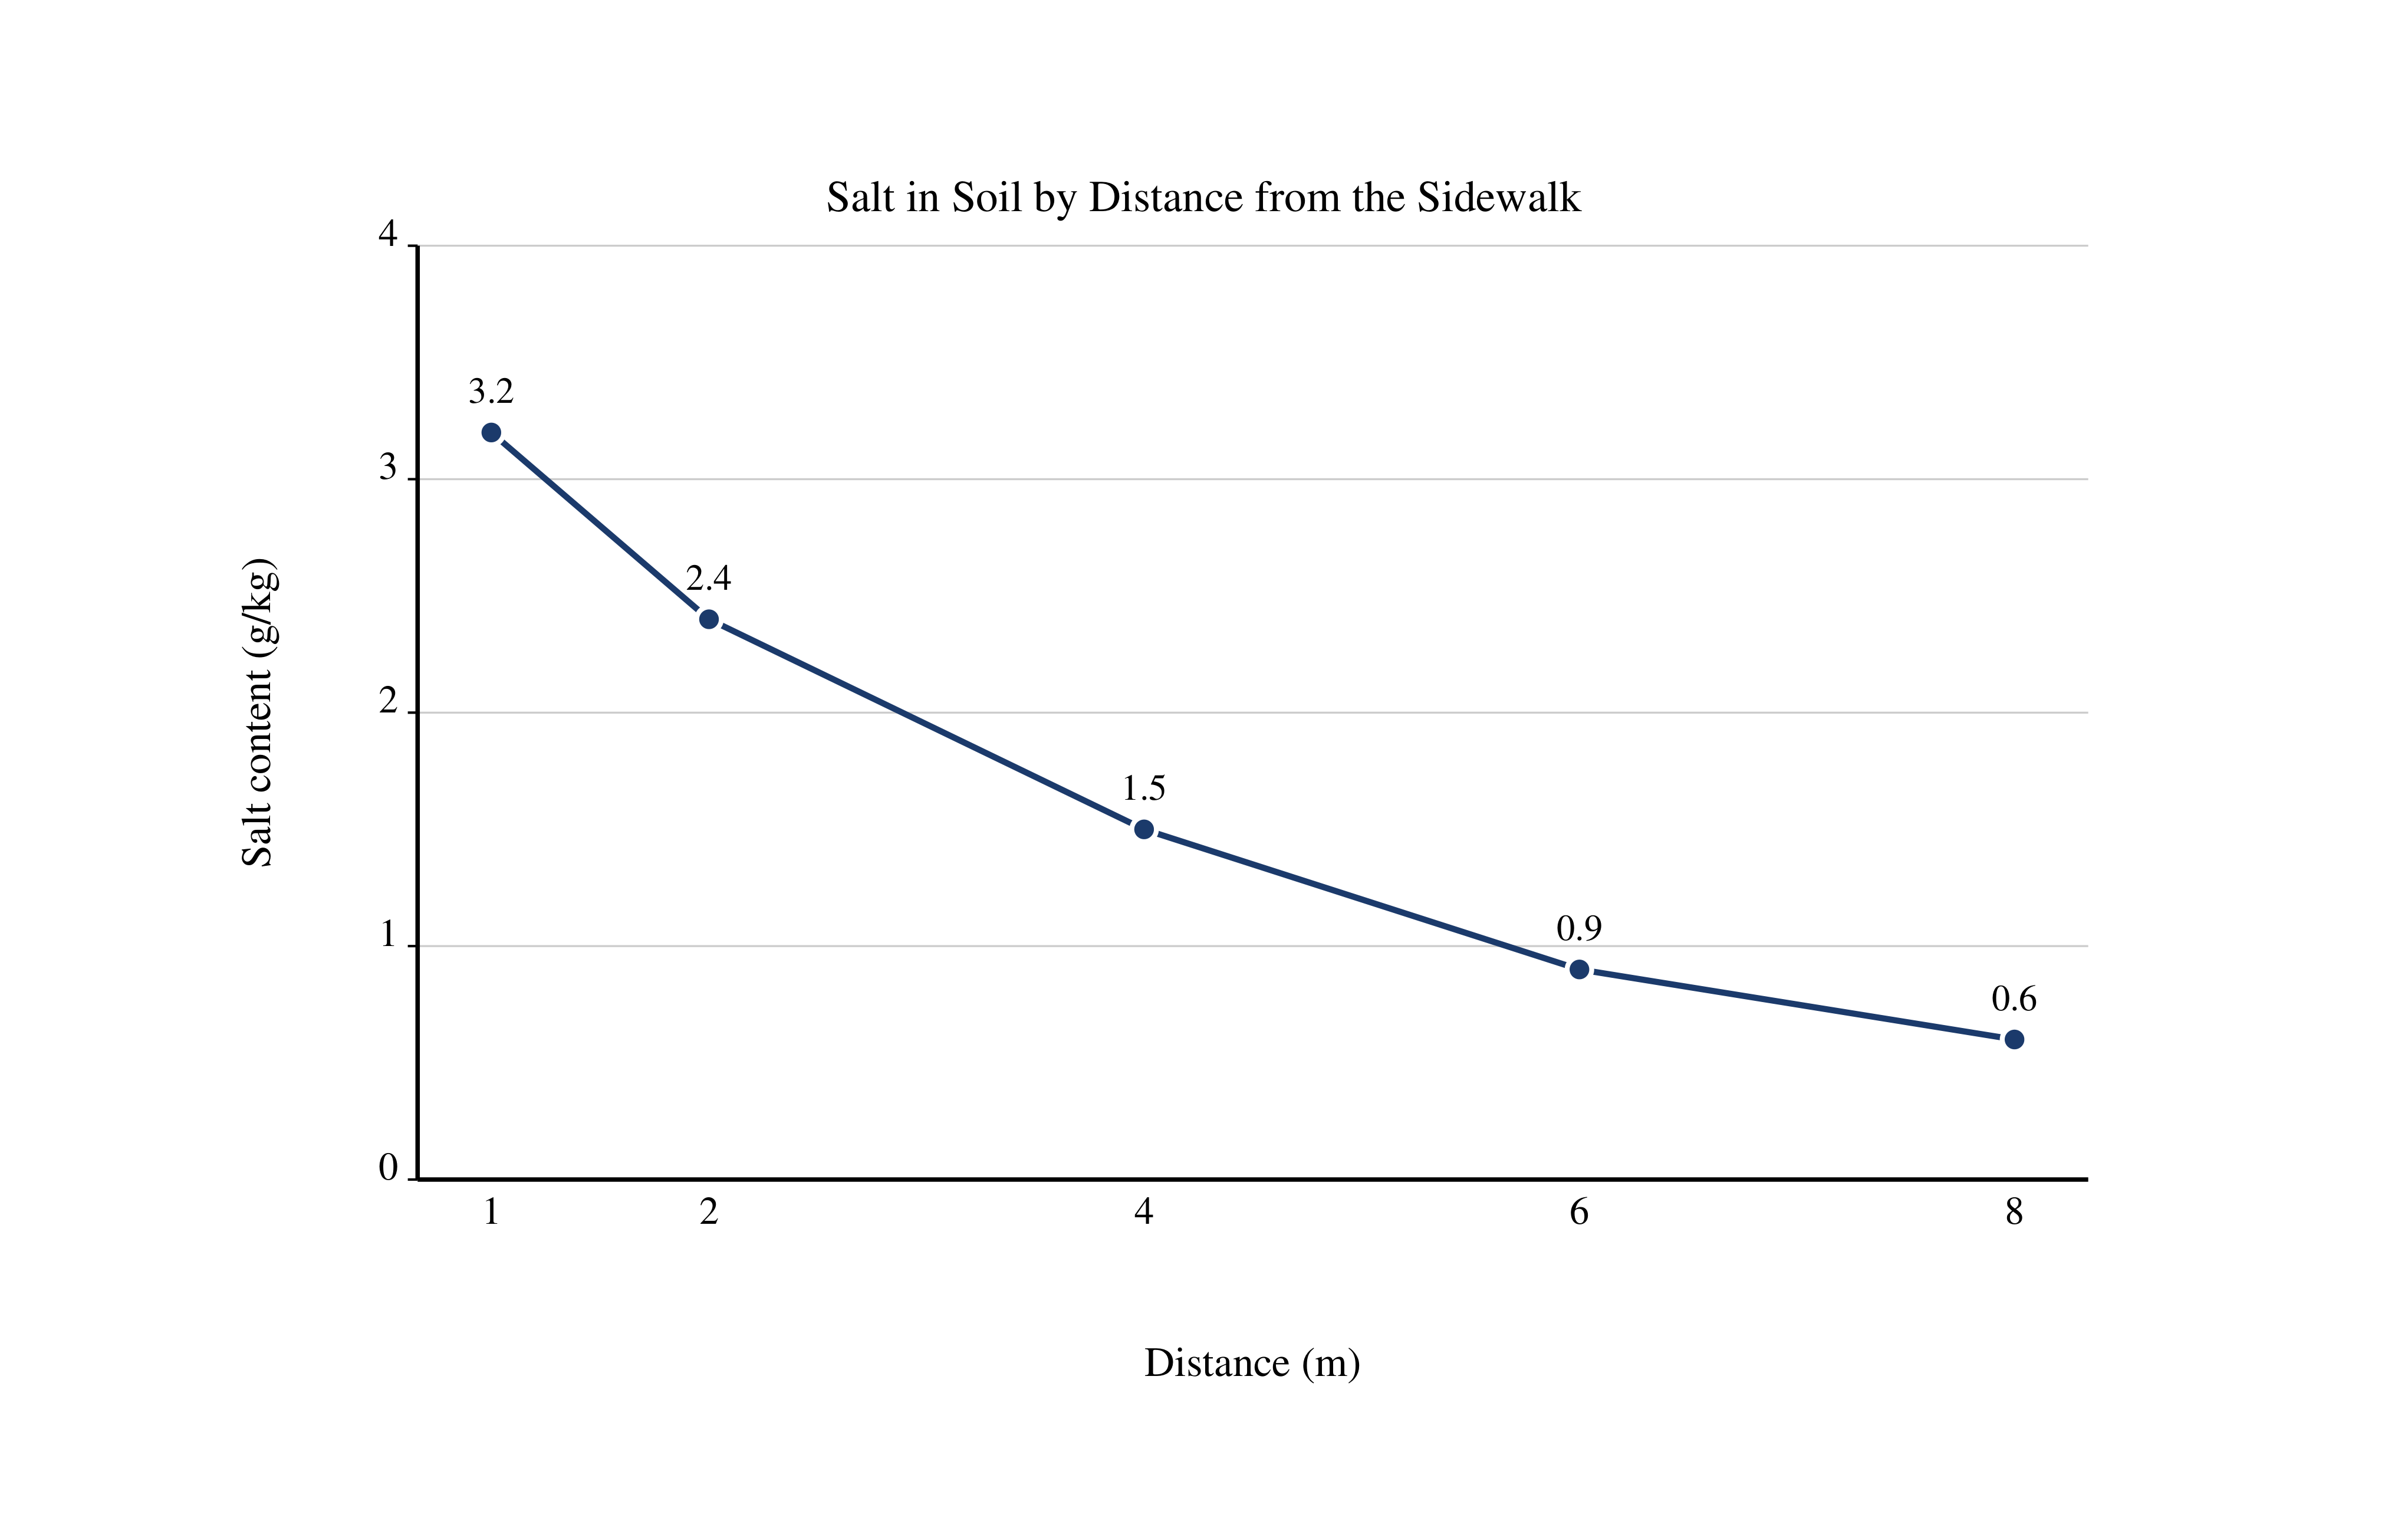 Salt in Soil by Distance from the Sidewalk
4
3
2
1
0
Salt content (g/kg)
3.2
2.4
1.5
0.9
0.6
1 2 4 6 8
Distance (m)